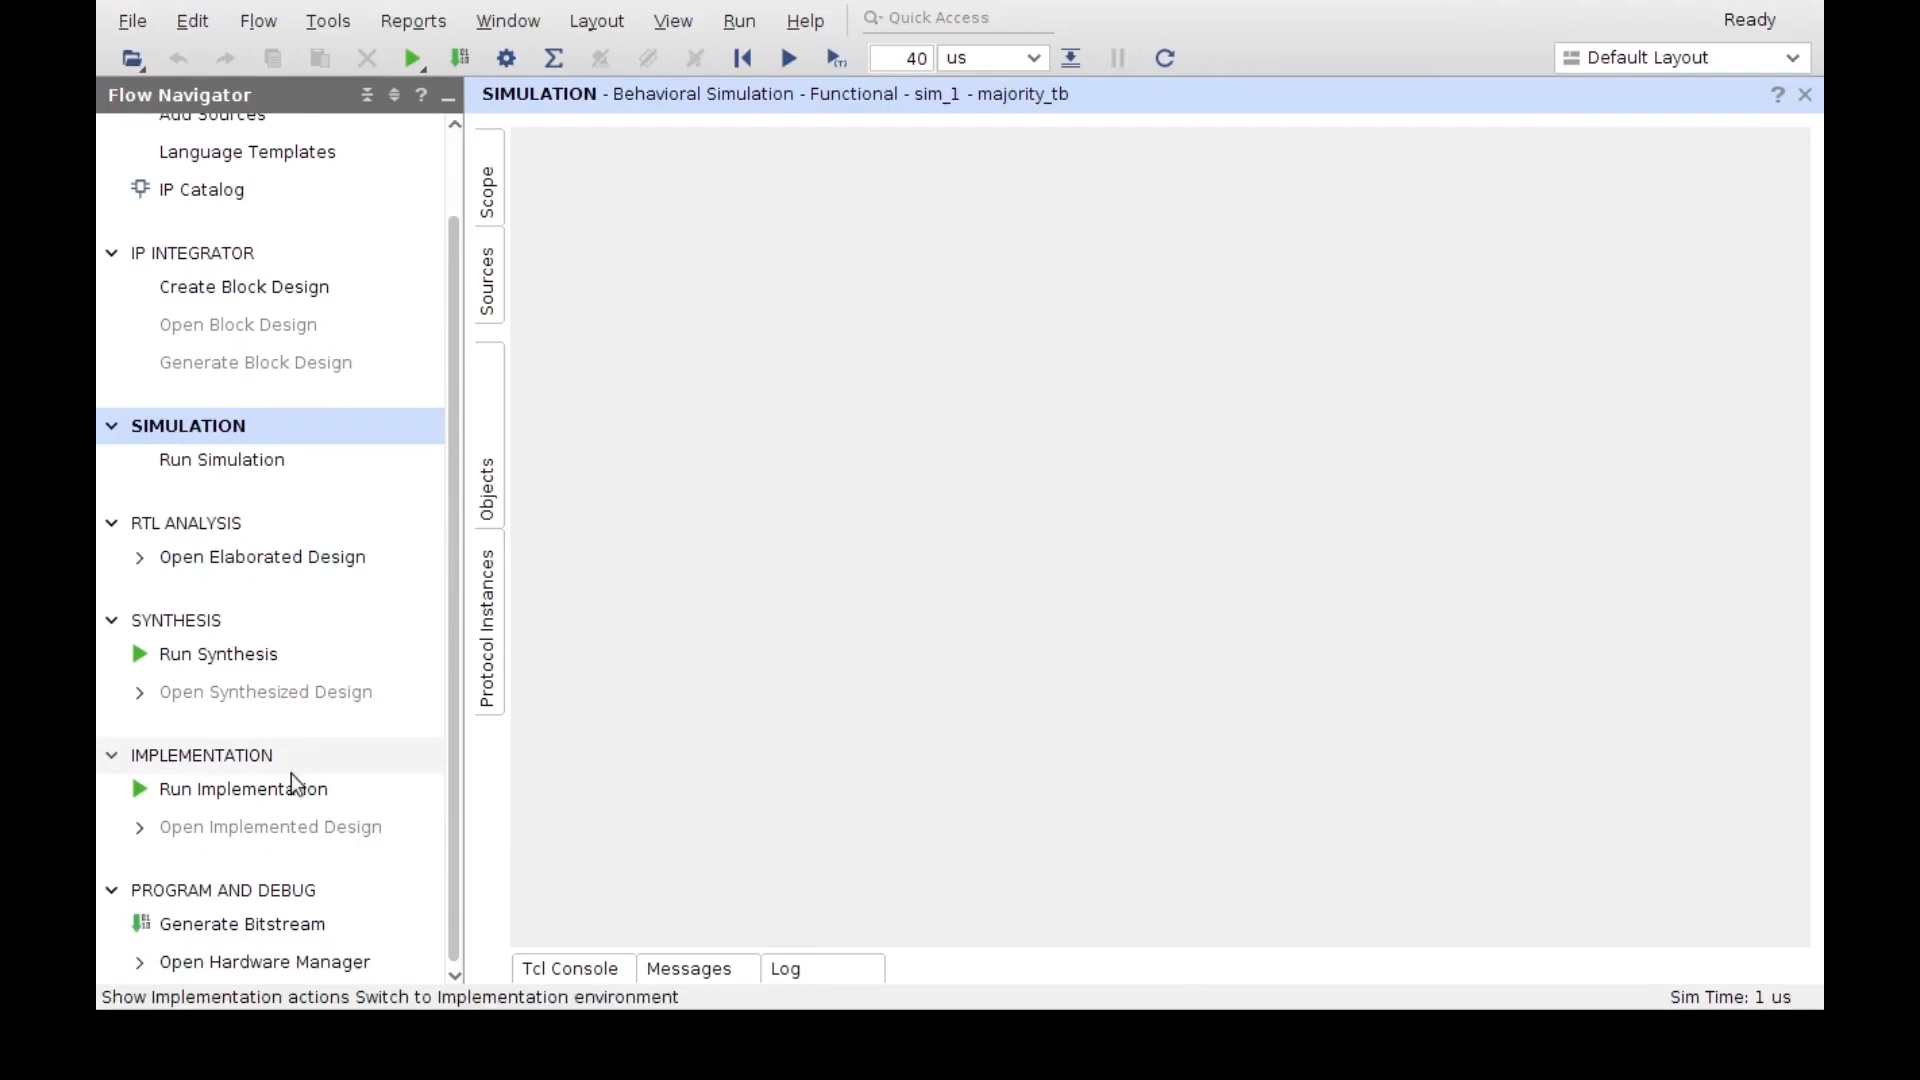 File Edit Flow Tools Reports Window Layout View Run Help Quick Access Ready
40 us Default Layout
Flow Navigator
SIMULATION - Behavioral Simulation - Functional - sim_1 - majority_tb
Add Sources
Language Templates
IP Catalog
IP INTEGRATOR
Create Block Design
Open Block Design
Generate Block Design
SIMULATION
Run Simulation
RTL ANALYSIS
Open Elaborated Design
SYNTHESIS
Run Synthesis
Open Synthesized Design
IMPLEMENTATION
Run Implementation
Open Implemented Design
PROGRAM AND DEBUG
Generate Bitstream
Open Hardware Manager
Scope
Sources
Objects
Protocol Instances
Tcl Console Messages Log
Show Implementation actions Switch to Implementation environment
Sim Time: 1 us